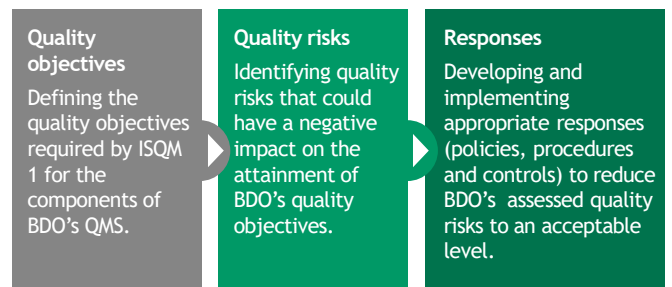 Quality
objectives
Defining the
quality objectives
required by ISQM
1 for the
components of
BDO's QMS.
Quality risks
Identifying quality
risks that could
have a negative
impact on the
attainment of
BDO's quality
objectives.
Responses
Developing and
implementing
appropriate responses
(policies, procedures
and controls) to reduce
BDO's  assessed quality
risks to an acceptable
level.